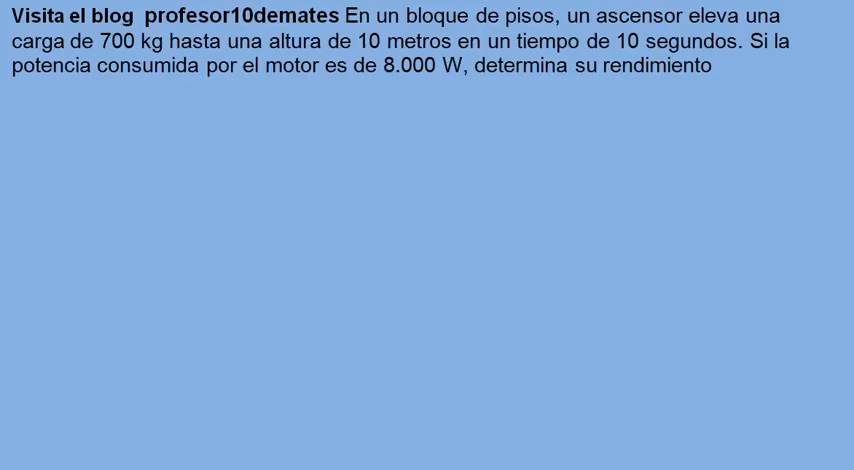 Visita el blog profesor10demates En un bloque de pisos, un ascensor eleva una
carga de 700 kg hasta una altura de 10 metros en un tiempo de 10 segundos. Si la
potencia consumida por el motor es de 8.000 W, determina su rendimiento